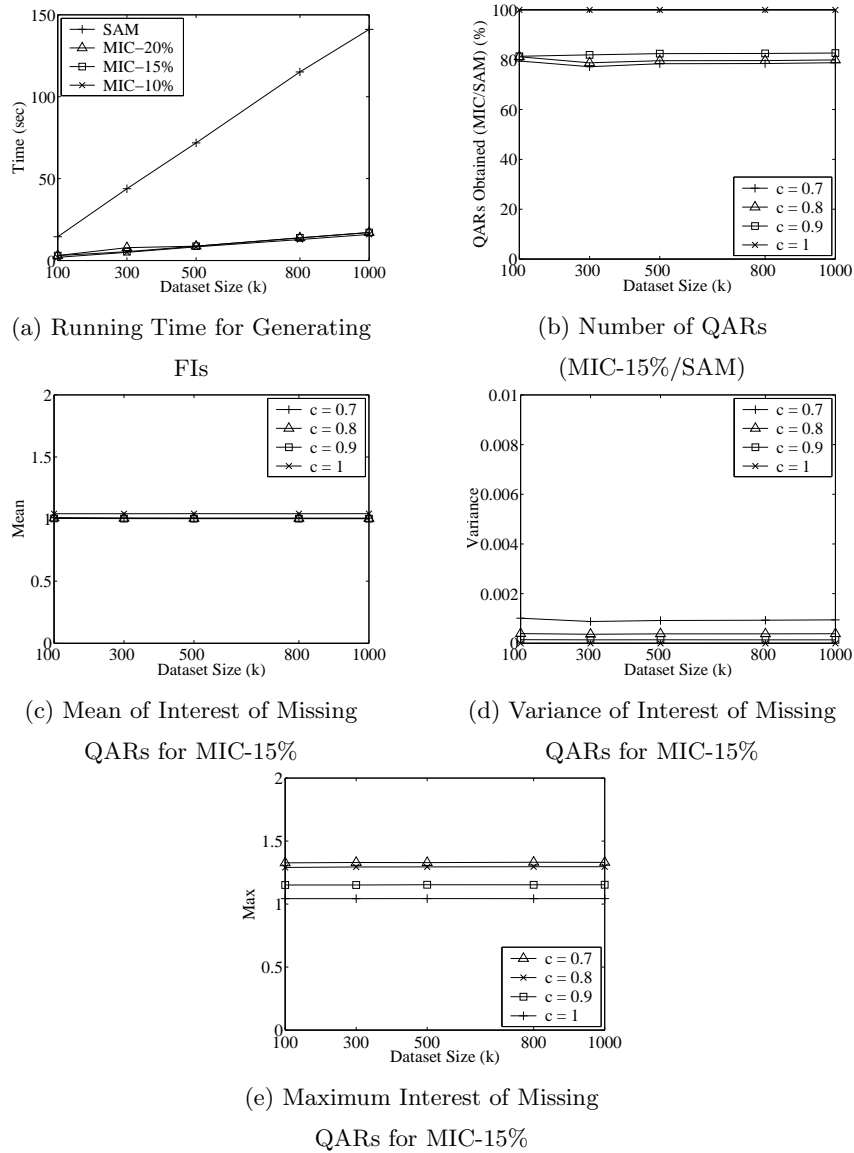 150
100
50
0
100
300
500
800
1000
Time (sec)
Dataset Size (k)
SAM
MIC−20%
MIC−15%
MIC−10%
(a) Running Time for Generating
FIs
100
80
60
40
20
0
100
300
500
800
1000
QARs Obtained (MIC/SAM) (%)
Dataset Size (k)
c = 0.7
c = 0.8
c = 0.9
c = 1
(b) Number of QARs
(MIC-15%/SAM)
2
1.5
1
0.5
0
100
300
500
800
1000
Mean
Dataset Size (k)
c = 0.7
c = 0.8
c = 0.9
c = 1
(c) Mean of Interest of Missing
QARs for MIC-15%
0.01
0.008
0.006
0.004
0.002
0
100
300
500
800
1000
Variance
Dataset Size (k)
c = 0.7
c = 0.8
c = 0.9
c = 1
(d) Variance of Interest of Missing
QARs for MIC-15%
2
1.5
1
0.5
0
100
300
500
800
1000
Max
Dataset Size (k)
c = 0.7
c = 0.8
c = 0.9
c = 1
(e) Maximum Interest of Missing
QARs for MIC-15%